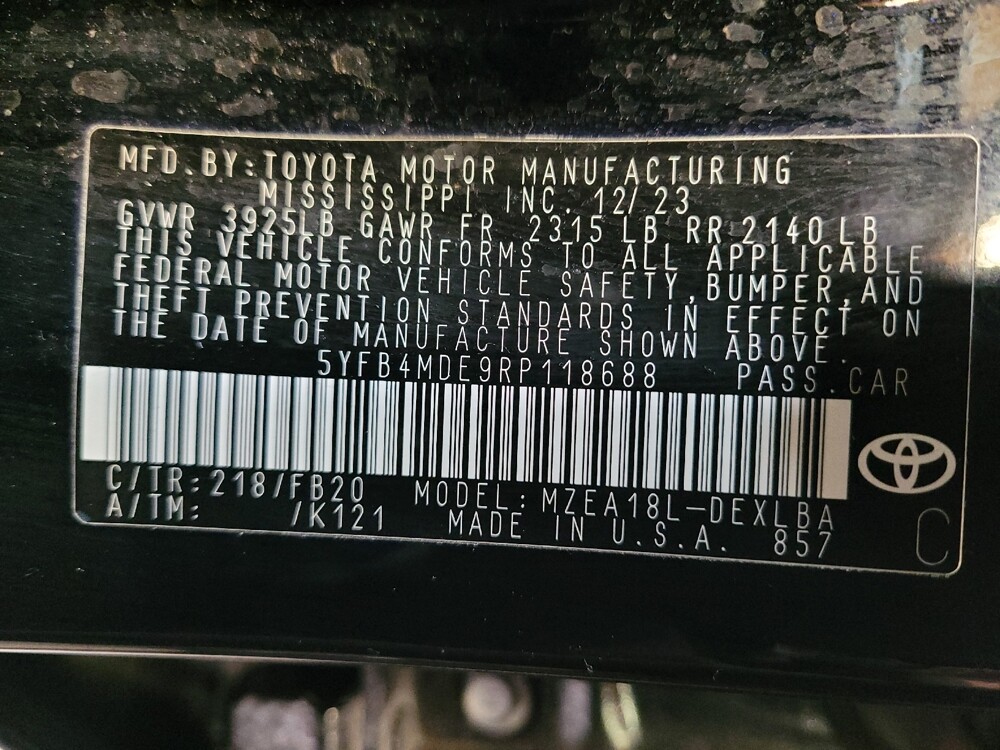 MFD.BY:TOYOTA MOTOR MANUFACTURING
MISSISSIPPI INC. 12/23
GVWR 3925LB GAWR FR 2315 LB RR 2140 LB
THIS VEHICLE CONFORMS TO ALL APPLICABLE
FEDERAL MOTOR VEHICLE SAFETY,BUMPER,AND
THEFT PREVENTION STANDARDS IN EFFECT ON
THE DATE OF MANUFACTURE SHOWN ABOVE.
5YFB4MDE9RP118688 PASS.CAR
C/TR:218/FB20 MODEL:MZEA18L-DEXLBA
A/TM: /K121 MADE IN U.S.A. 857
C